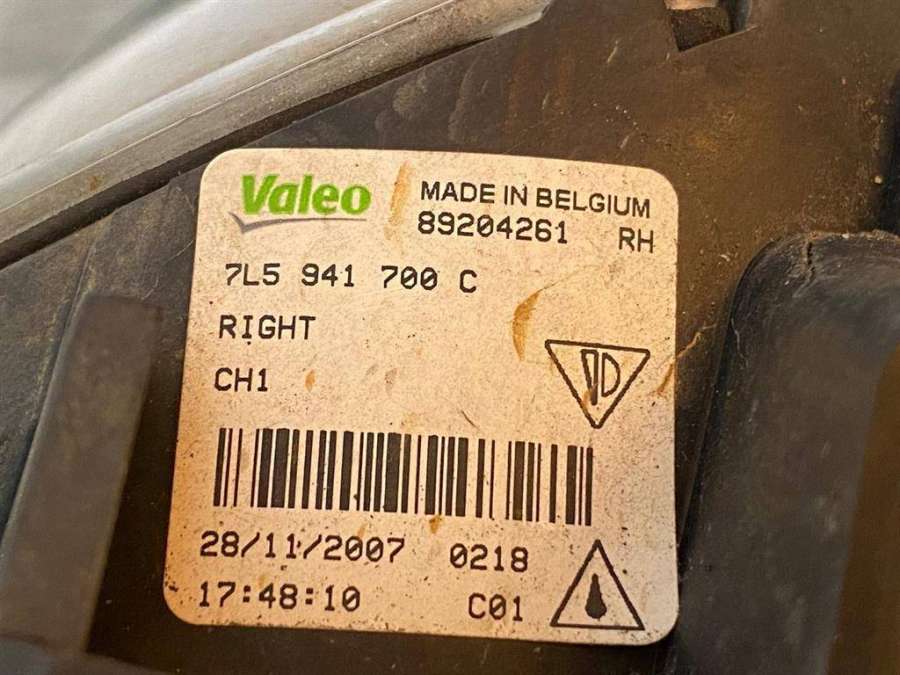 Valeo
MADE IN BELGIUM
89204261 RH
7L5 941 700 C
RIGHT
CH1
28/11/2007 0218
17:48:10 C01